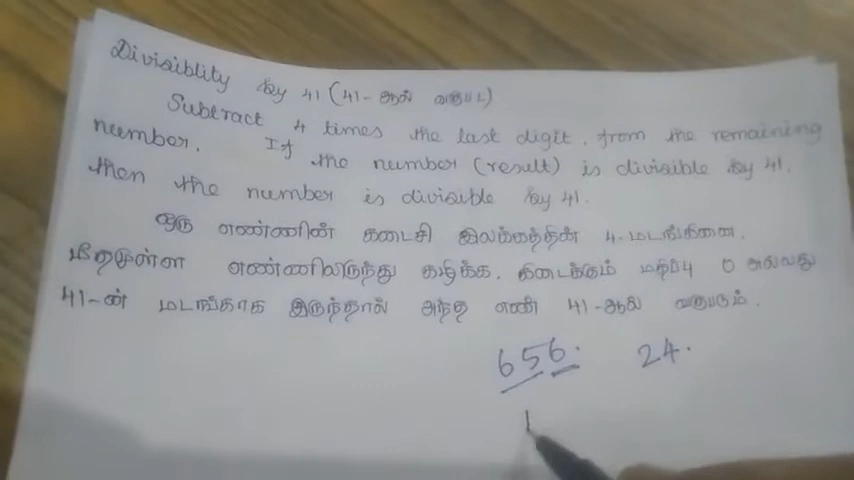 Divisiblity by 41 (41-ஆல் வகுபட)
Subtract 4 times the last digit, from the remaining
number. If the number (result) is divisible by 41.
then the number is divisible by 41.
ஒரு எண்ணின் கடைசி இலக்கத்தின் 4-மடங்கினை.
மீதமுள்ள எண்ணிலிருந்து கழிக்க. கிடைக்கும் மதிப்பு 0 அல்லது
41-ன் மடங்காக இருந்தால் அந்த எண் 41-ஆல் வகுபடும்.
656. 24.
1